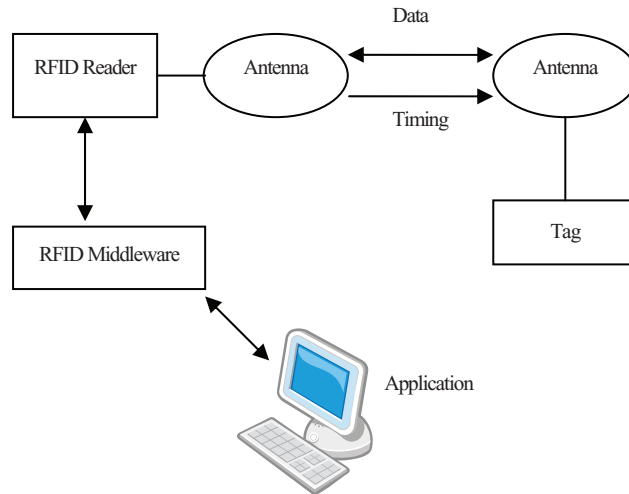 Data
RFID Reader
Antenna
Antenna
Timing
Tag
RFID Middleware
Application